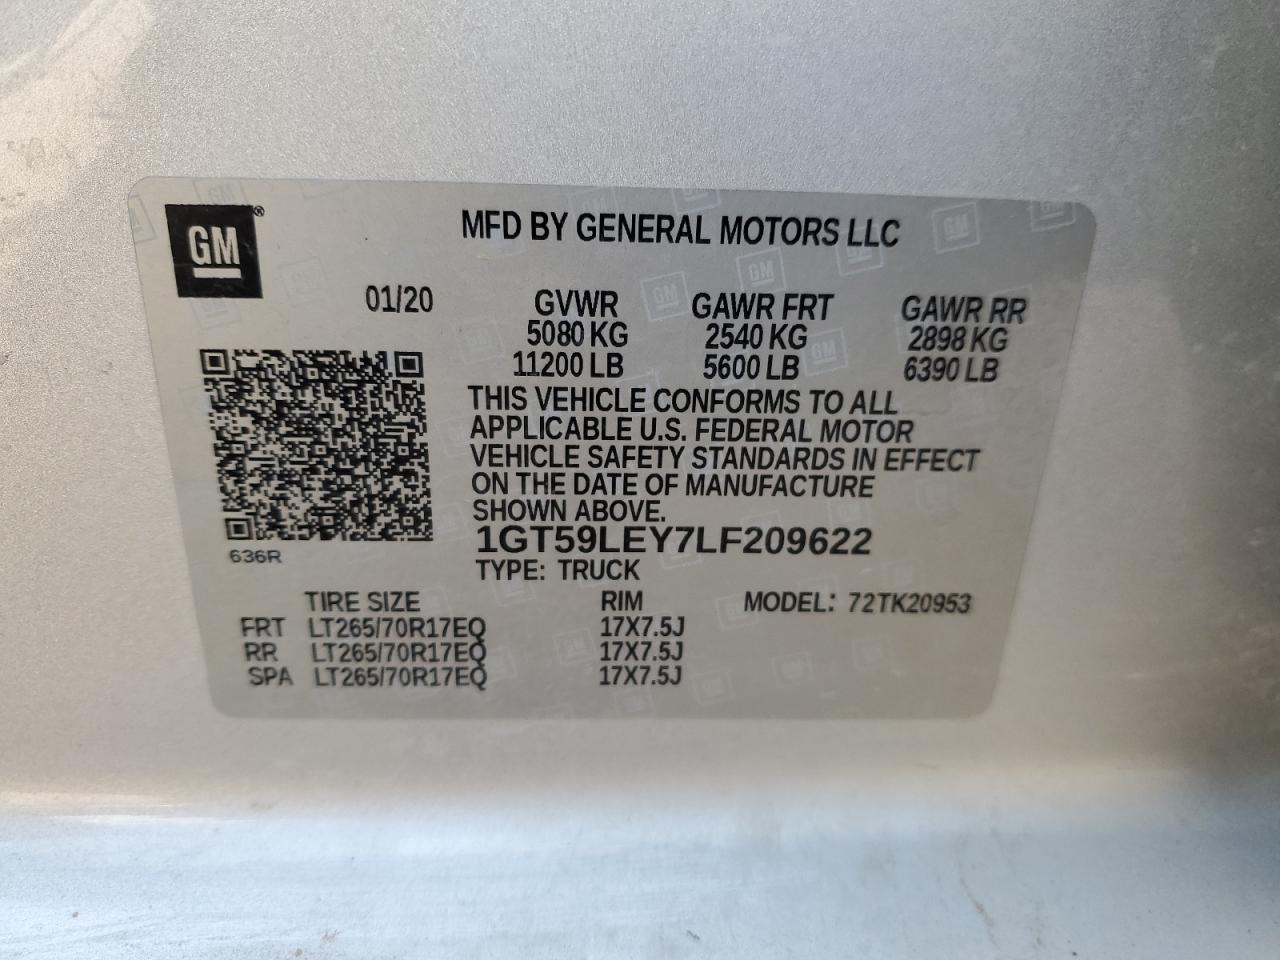 GM®
MFD BY GENERAL MOTORS LLC
01/20 GVWR GAWR FRT GAWR RR
5080 KG 2540 KG 2898 KG
11200 LB 5600 LB 6390 LB
THIS VEHICLE CONFORMS TO ALL
APPLICABLE U.S. FEDERAL MOTOR
VEHICLE SAFETY STANDARDS IN EFFECT
ON THE DATE OF MANUFACTURE
SHOWN ABOVE.
636R
1GT59LEY7LF209622
TYPE: TRUCK
TIRE SIZE RIM MODEL: 72TK20953
FRT LT265/70R17EQ 17X7.5J
RR LT265/70R17EQ 17X7.5J
SPA LT265/70R17EQ 17X7.5J